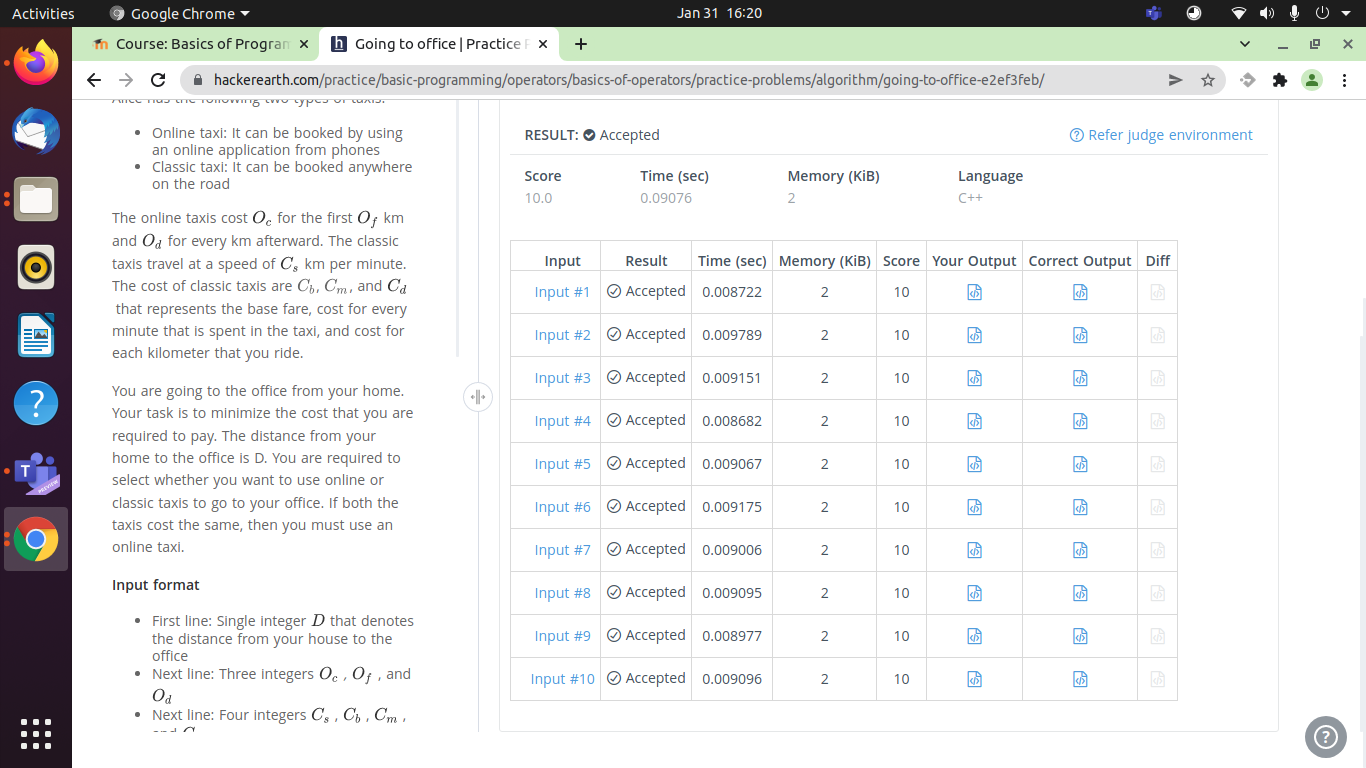 Activities
Google Chrome
Jan 31 16:20
Course: Basics of Program
Going to office | Practice P
hackerearth.com/practice/basic-programming/operators/basics-of-operators/practice-problems/algorithm/going-to-office-e2ef3feb/
Alice has the following two types of taxis:
Online taxi: It can be booked by using
an online application from phones
Classic taxi: It can be booked anywhere
on the road
The online taxis cost O_c for the first O_f km
and O_d for every km afterward. The classic
taxis travel at a speed of C_s km per minute.
The cost of classic taxis are C_b, C_m, and C_d
that represents the base fare, cost for every
minute that is spent in the taxi, and cost for
each kilometer that you ride.
You are going to the office from your home.
Your task is to minimize the cost that you are
required to pay. The distance from your
home to the office is D. You are required to
select whether you want to use online or
classic taxis to go to your office. If both the
taxis cost the same, then you must use an
online taxi.
Input format
First line: Single integer D that denotes
the distance from your house to the
office
Next line: Three integers O_c , O_f , and
O_d
Next line: Four integers C_s , C_b , C_m ,
RESULT: Accepted
Refer judge environment
Score Time (sec) Memory (KiB) Language
10.0 0.09076 2 C++
Input Result Time (sec) Memory (KiB) Score Your Output Correct Output Diff
Input #1 Accepted 0.008722 2 10
Input #2 Accepted 0.009789 2 10
Input #3 Accepted 0.009151 2 10
Input #4 Accepted 0.008682 2 10
Input #5 Accepted 0.009067 2 10
Input #6 Accepted 0.009175 2 10
Input #7 Accepted 0.009006 2 10
Input #8 Accepted 0.009095 2 10
Input #9 Accepted 0.008977 2 10
Input #10 Accepted 0.009096 2 10
T
PREVIEW